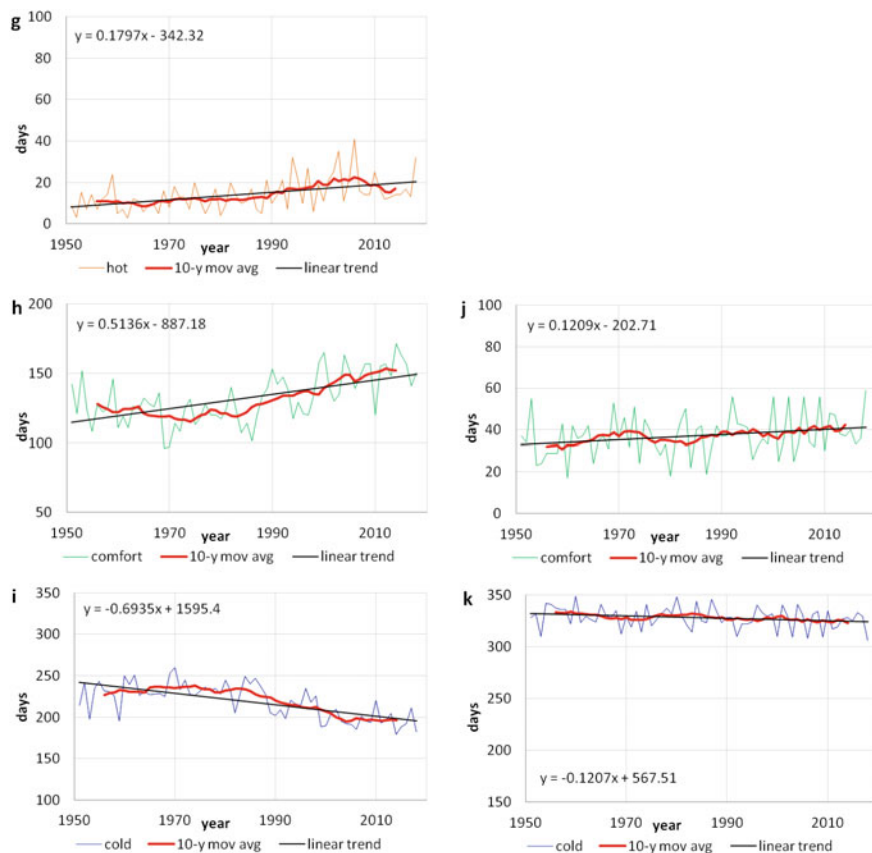 g
y = 0.1797x - 342.32
days
100
80
60
40
20
0
1950 1970 1990 2010
year
hot 10-y mov avg linear trend
h
y = 0.5136x - 887.18
days
200
150
100
50
1950 1970 1990 2010
year
comfort 10-y mov avg linear trend
j
y = 0.1209x - 202.71
days
100
80
60
40
20
0
1950 1970 1990 2010
year
comfort 10-y mov avg linear trend
i
y = -0.6935x + 1595.4
days
350
300
250
200
150
100
1950 1970 1990 2010
year
cold 10-y mov avg linear trend
k
y = -0.1207x + 567.51
days
350
300
250
200
150
1950 1970 1990 2010
year
cold 10-y mov avg linear trend